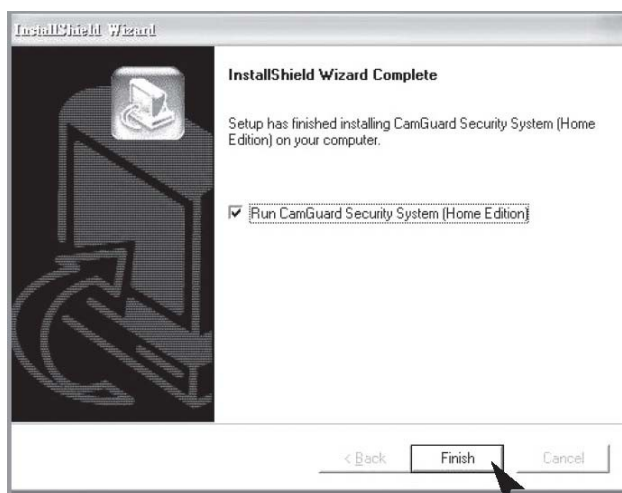 InstallShield Wizard
InstallShield Wizard Complete
Setup has finished installing CamGuard Security System (Home
Edition) on your computer.
Run CamGuard Security System (Home Edition)
< Back
Finish
Cancel